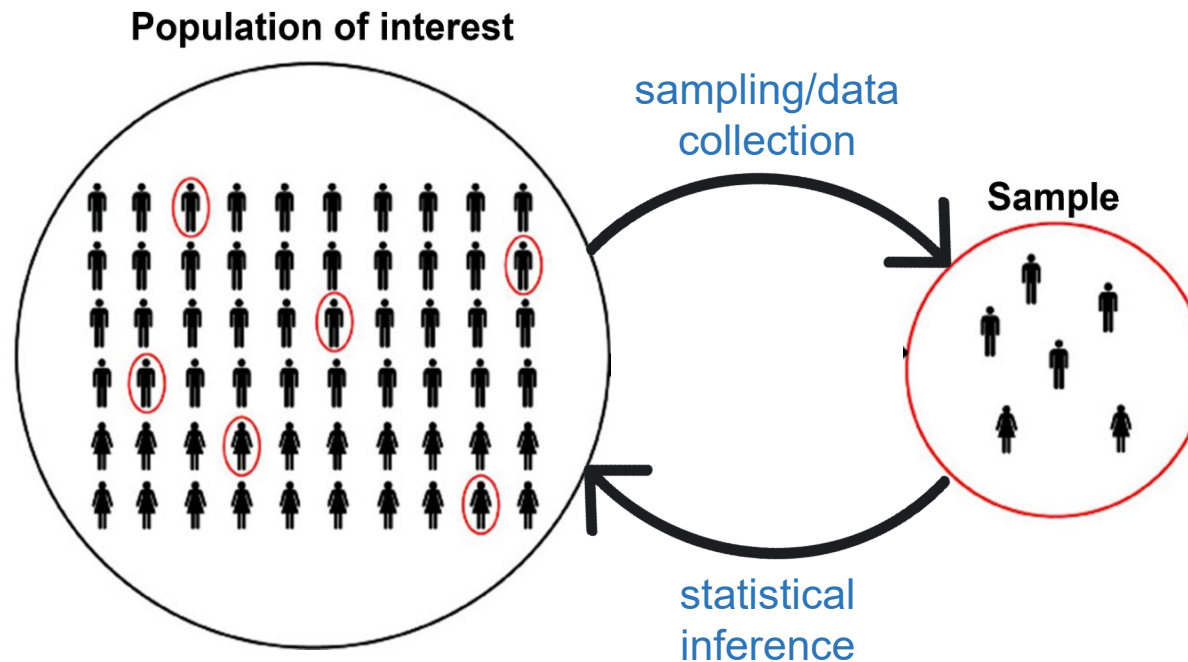 Population of interest
sampling/data
collection
Sample
statistical
inference